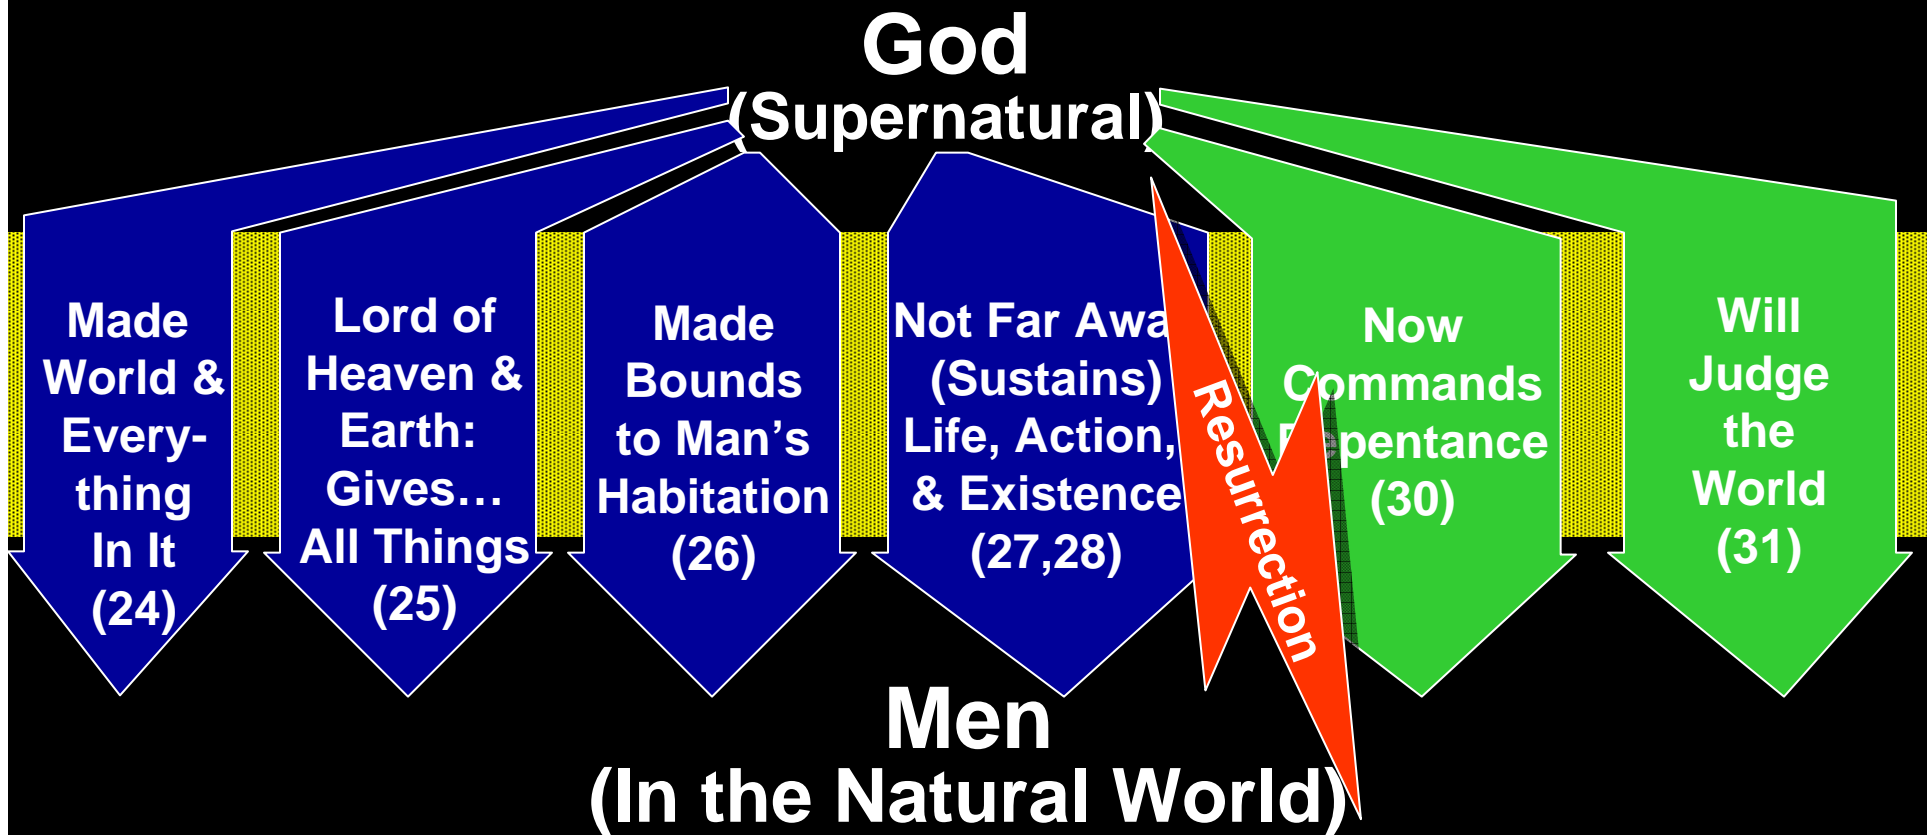 God
(Supernatural)
Made
World &
Every-
thing
In It
(24)
Lord of
Heaven &
Earth:
Gives…
All Things
(25)
Made
Bounds
to Man’s
Habitation
(26)
Not Far Awa
(Sustains)
Life, Action,
& Existence
(27,28)
Resurrection
Now
Commands
Repentance
(30)
Will
Judge
the
World
(31)
Men
(In the Natural World)